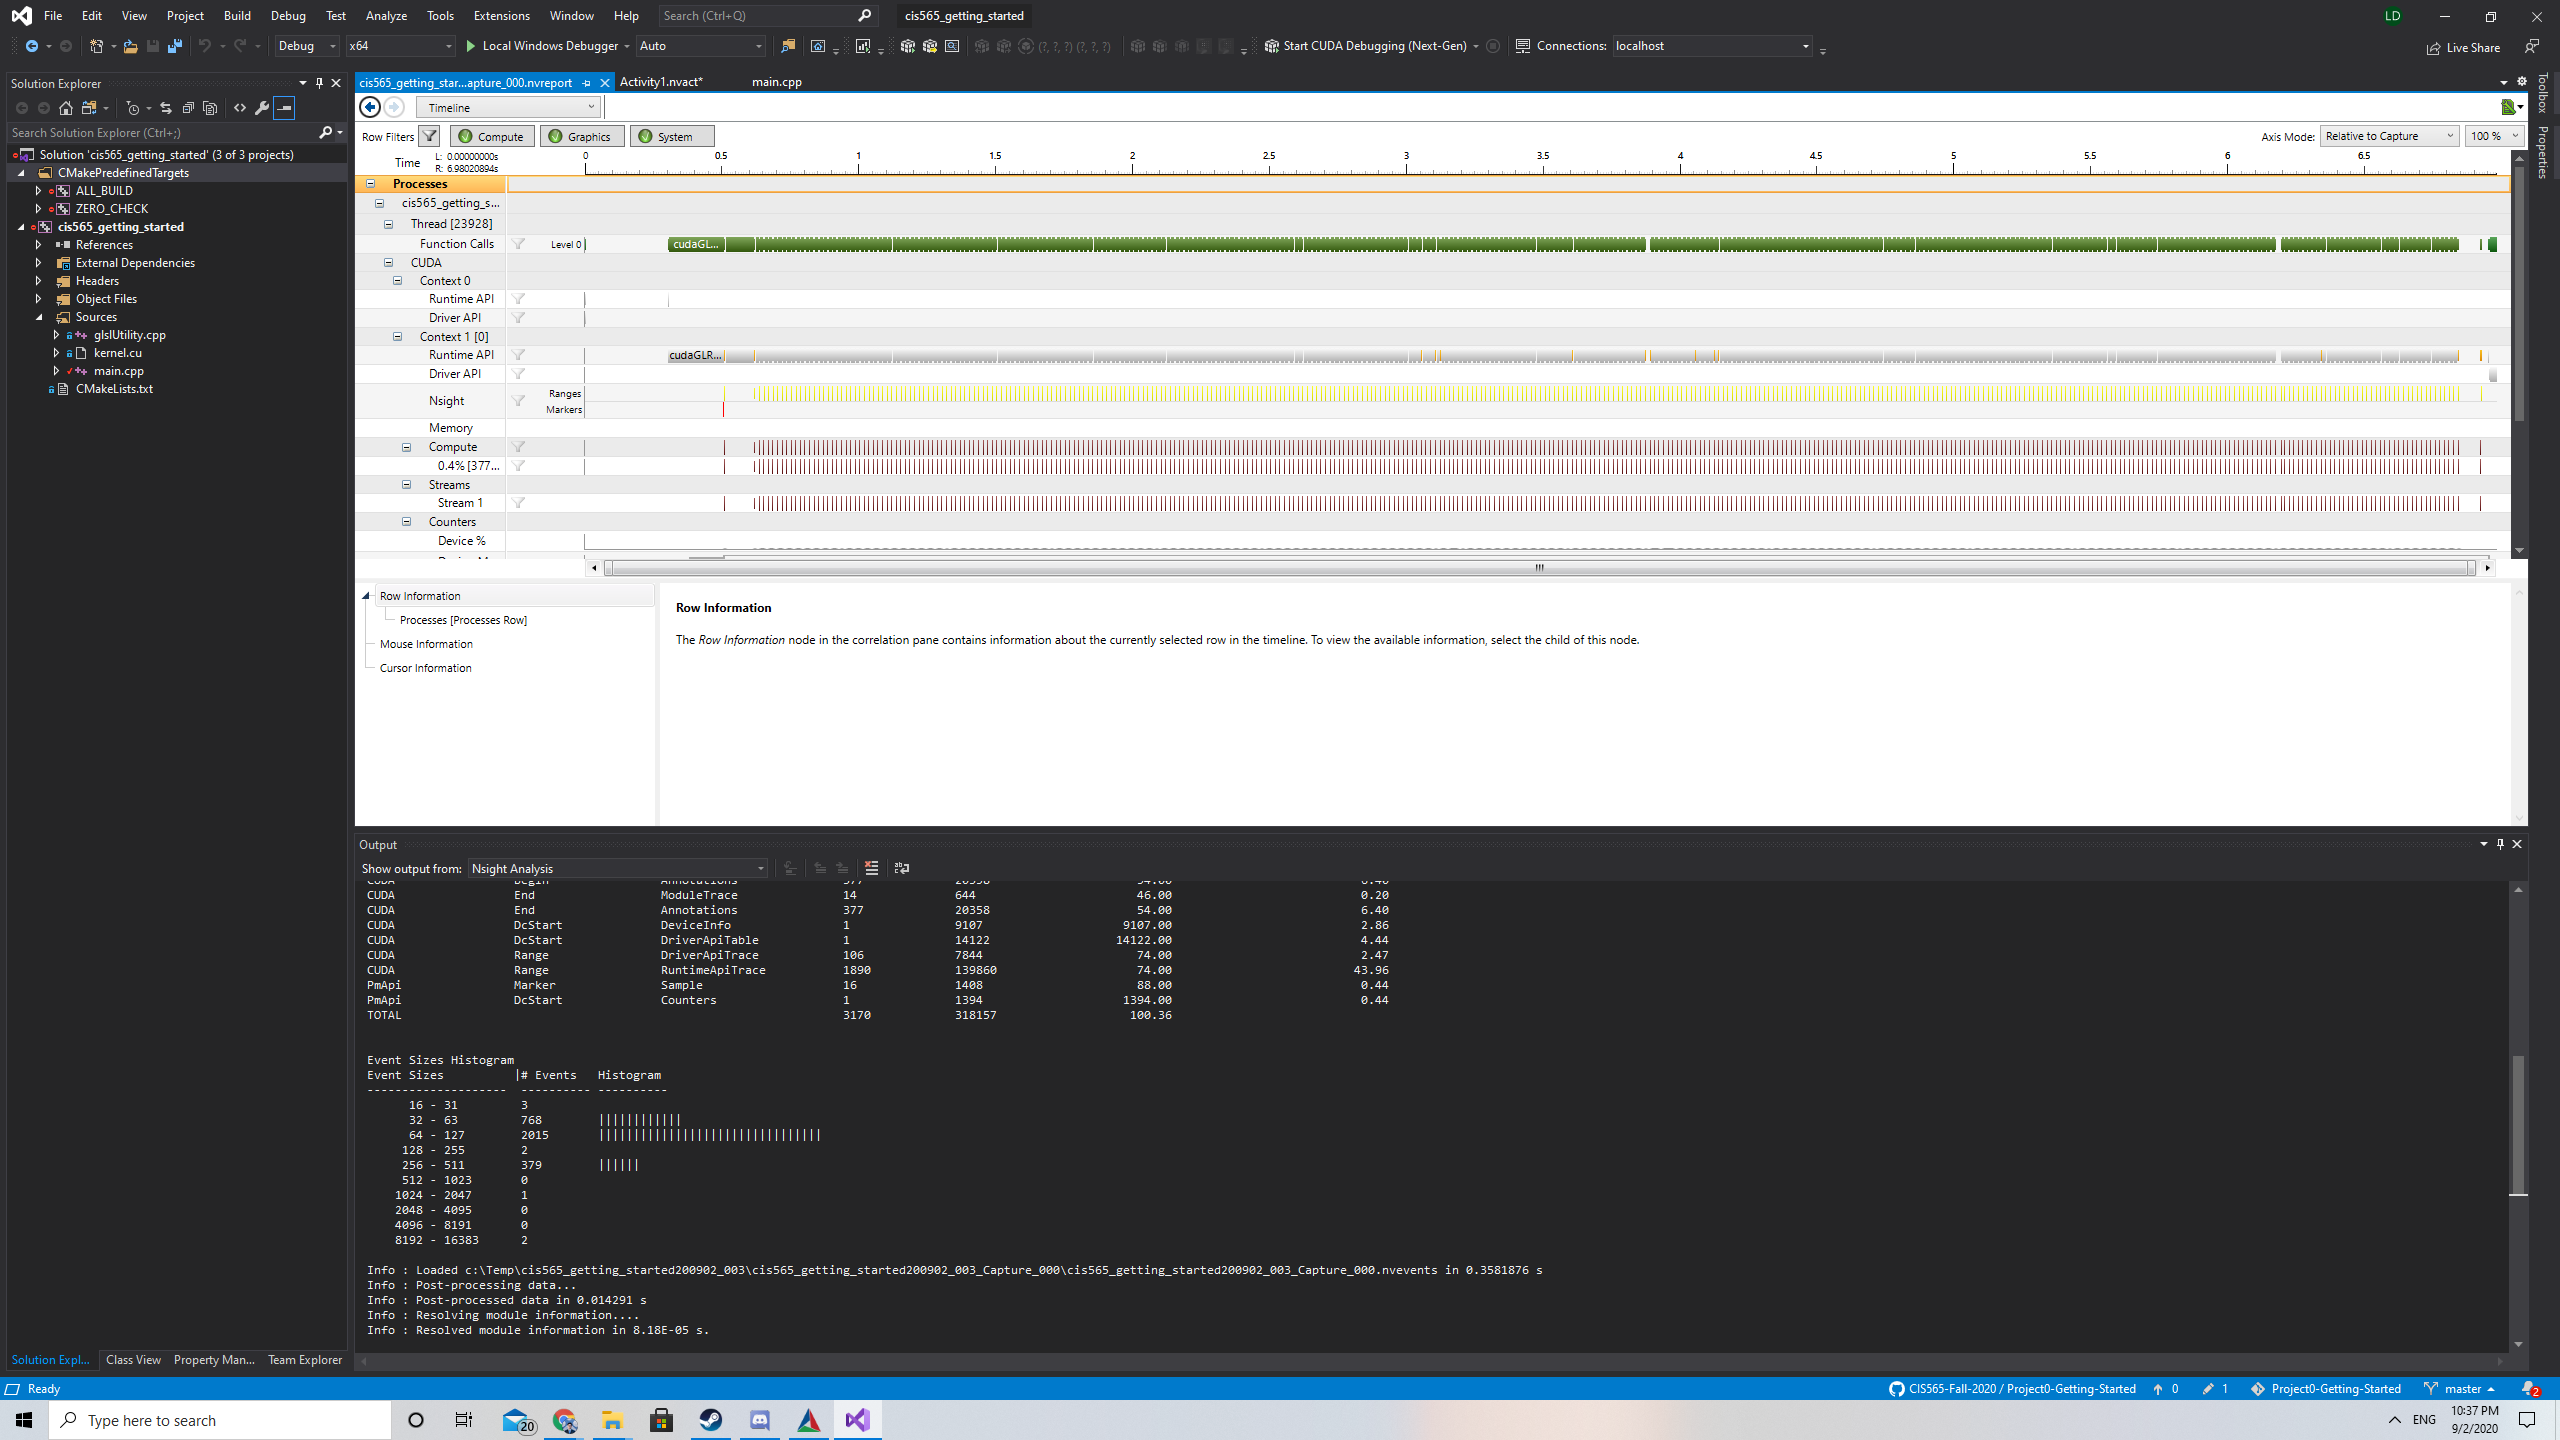 File Edit View Project Build Debug Test Analyze Tools Extensions Window Help Search (Ctrl+Q) cis565_getting_started LD
Debug x64 Local Windows Debugger Auto (?, ?, ?) (?, ?, ?) Start CUDA Debugging (Next-Gen) Connections: localhost Live Share
Solution Explorer
Search Solution Explorer (Ctrl+;)
Solution 'cis565_getting_started' (3 of 3 projects)
CMakePredefinedTargets
ALL_BUILD
ZERO_CHECK
cis565_getting_started
References
External Dependencies
Headers
Object Files
Sources
glslUtility.cpp
kernel.cu
main.cpp
CMakeLists.txt
Solution Expl... Class View Property Man... Team Explorer
cis565_getting_star...apture_000.nvreport Activity1.nvact* main.cpp
Timeline
Row Filters Compute Graphics System Axis Mode: Relative to Capture 100 %
Time L: 0.00000000s R: 6.98020894s 0 0.5 1 1.5 2 2.5 3 3.5 4 4.5 5 5.5 6 6.5
Processes
cis565_getting_s...
Thread [23928]
Function Calls Level 0 cudaGL...
CUDA
Context 0
Runtime API
Driver API
Context 1 [0]
Runtime API cudaGLR...
Driver API
Nsight Ranges Markers
Memory
Compute
0.4% [377...
Streams
Stream 1
Counters
Device %
Toolbox
Properties
Row Information
Processes [Processes Row]
Mouse Information
Cursor Information
Row Information
The Row Information node in the correlation pane contains information about the currently selected row in the timeline. To view the available information, select the child of this node.
Output
Show output from: Nsight Analysis
CUDA Begin Annotations 377 20358 54.00 6.40
CUDA End ModuleTrace 14 644 46.00 0.20
CUDA End Annotations 377 20358 54.00 6.40
CUDA DcStart DeviceInfo 1 9107 9107.00 2.86
CUDA DcStart DriverApiTable 1 14122 14122.00 4.44
CUDA Range DriverApiTrace 106 7844 74.00 2.47
CUDA Range RuntimeApiTrace 1890 139860 74.00 43.96
PmApi Marker Sample 16 1408 88.00 0.44
PmApi DcStart Counters 1 1394 1394.00 0.44
TOTAL 3170 318157 100.36
Event Sizes Histogram
Event Sizes |# Events Histogram
-------------------- ---------- ----------
16 - 31 3
32 - 63 768 ||||||||||||
64 - 127 2015 ||||||||||||||||||||||||||||||||
128 - 255 2
256 - 511 379 ||||||
512 - 1023 0
1024 - 2047 1
2048 - 4095 0
4096 - 8191 0
8192 - 16383 2
Info : Loaded c:\Temp\cis565_getting_started200902_003\cis565_getting_started200902_003_Capture_000\cis565_getting_started200902_003_Capture_000.nvevents in 0.3581876 s
Info : Post-processing data...
Info : Post-processed data in 0.014291 s
Info : Resolving module information....
Info : Resolved module information in 8.18E-05 s.
Ready CIS565-Fall-2020 / Project0-Getting-Started 0 1 Project0-Getting-Started master 2
Type here to search 20 ENG 10:37 PM
9/2/2020